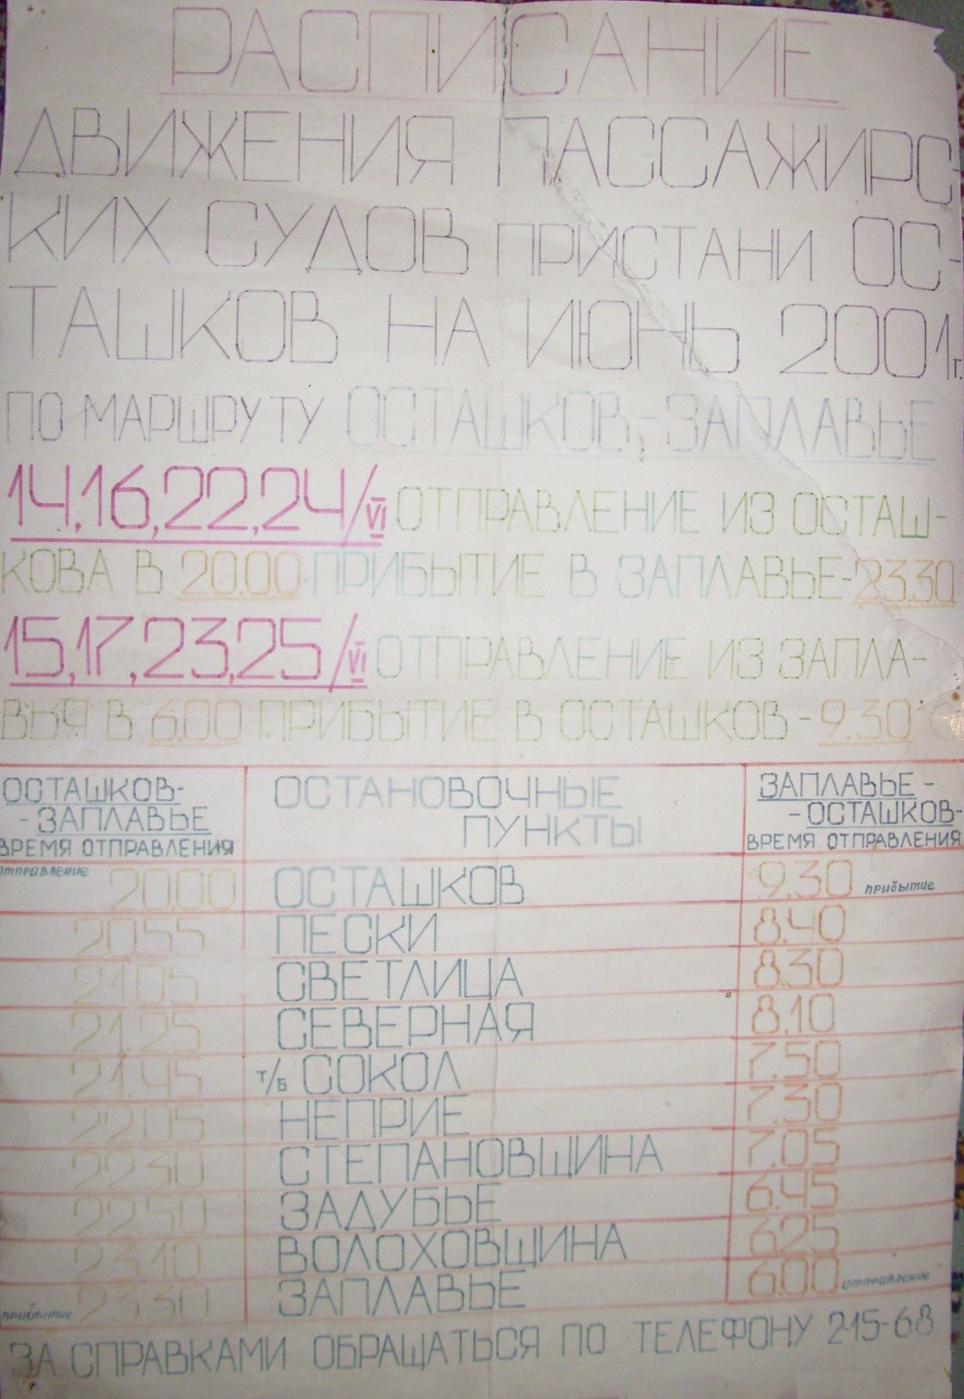 РАСПИСАНИЕ
ДВИЖЕНИЯ ПАССАЖИРС-
КИХ СУДОВ ПРИСТАНИ ОС-
ТАШКОВ НА ИЮНЬ 2001г.
ПО МАРШРУТУ ОСТАШКОВ-ЗАПЛАВЬЕ
14,16,22,24/VI ОТПРАВЛЕНИЕ ИЗ ОСТАШ-
КОВА В 20.00 ПРИБЫТИЕ В ЗАПЛАВЬЕ-23.30
15,17,23,25/VI ОТПРАВЛЕНИЕ ИЗ ЗАПЛА-
ВЬЯ В 6.00 ПРИБЫТИЕ В ОСТАШКОВ-9.30
ОСТАШКОВ-
-ЗАПЛАВЬЕ
ВРЕМЯ ОТПРАВЛЕНИЯ
ОСТАНОВОЧНЫЕ
ПУНКТЫ
ЗАПЛАВЬЕ-
-ОСТАШКОВ-
ВРЕМЯ ОТПРАВЛЕНИЯ
отправление 20.00 ОСТАШКОВ 9.30 прибытие
20.55 ПЕСКИ 8.40
21.05 СВЕТЛИЦА 8.30
21.25 СЕВЕРНАЯ 8.10
21.45 Т/Б СОКОЛ 7.50
22.05 НЕПРИЕ 7.30
22.30 СТЕПАНОВЩИНА 7.05
22.50 ЗАДУБЬЕ 6.45
23.10 ВОЛОХОВЩИНА 6.25
прибытие 23.30 ЗАПЛАВЬЕ 6.00 отправление
ЗА СПРАВКАМИ ОБРАЩАТЬСЯ ПО ТЕЛЕФОНУ 2-15-68